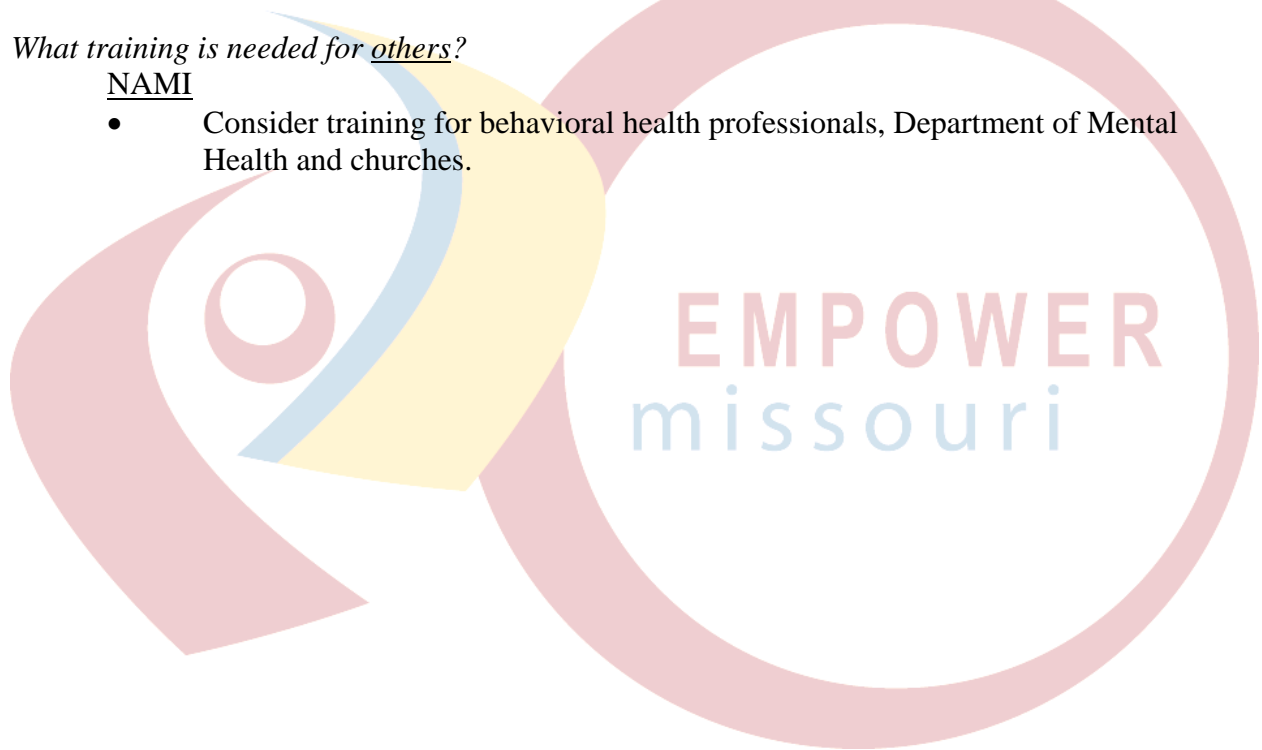 What training is needed for others?
NAMI
• Consider training for behavioral health professionals, Department of Mental
Health and churches.
EMPOWER
missouri